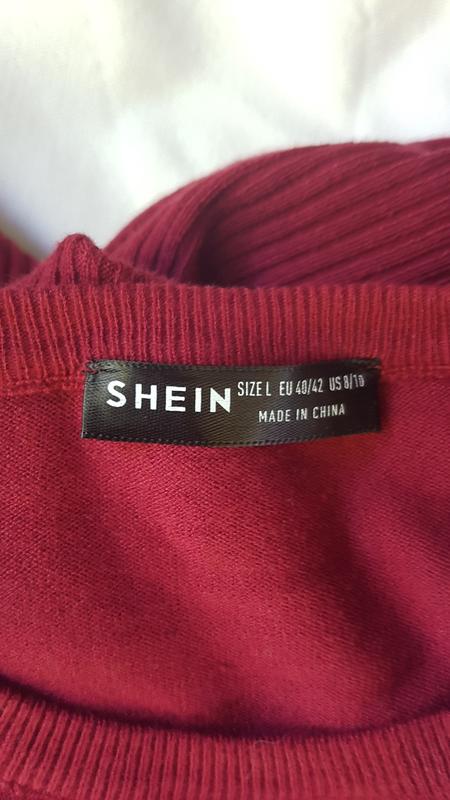 SHEIN SIZE L EU 40/42 US 8/10
MADE IN CHINA